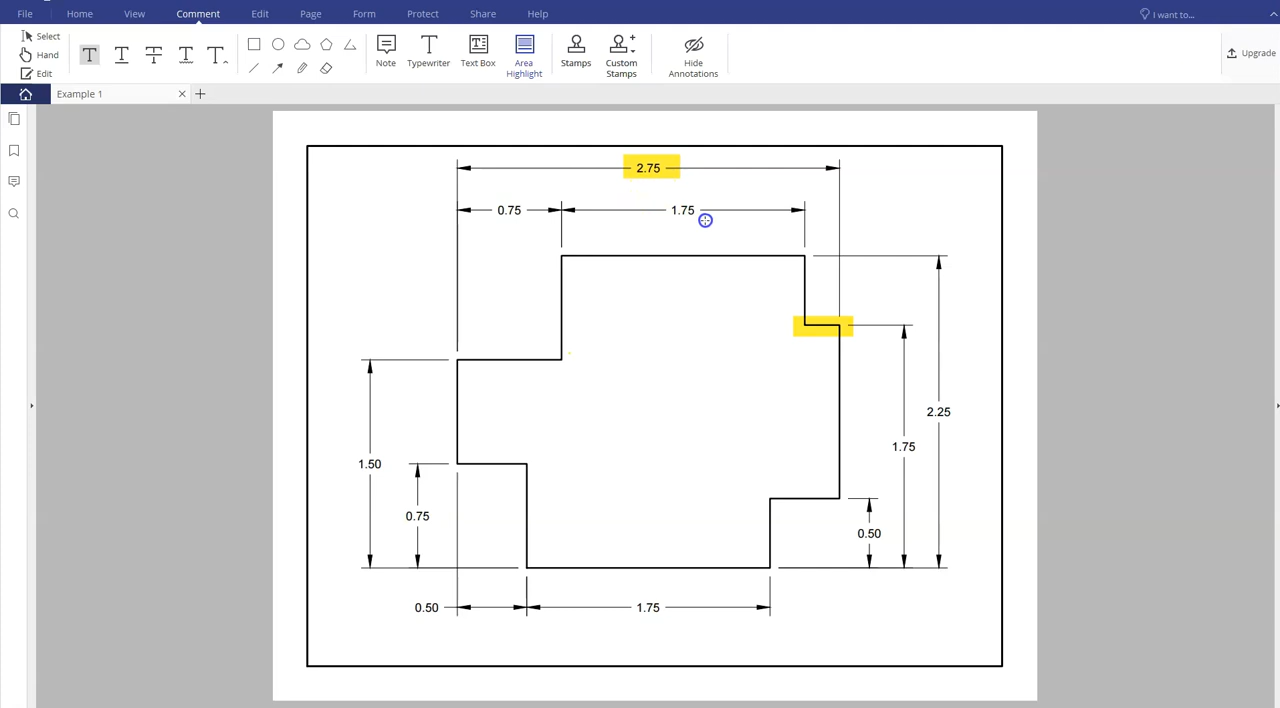 File Home View Comment Edit Page Form Protect Share Help I want to...
Select
Hand
Edit
Note Typewriter Text Box Area Highlight Stamps Custom Stamps Hide Annotations Upgrade
Example 1
2.75
0.75 1.75
2.25
1.75
1.50
0.75
0.50
0.50 1.75